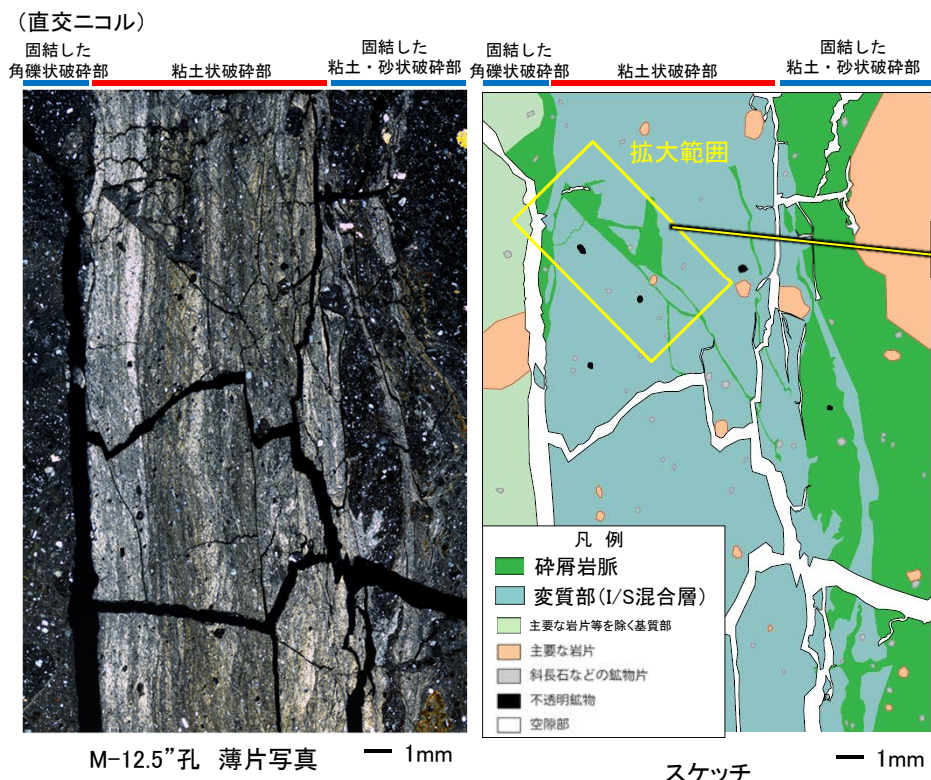 （直交ニコル）
固結した
角礫状破砕部
粘土状破砕部
固結した
粘土・砂状破砕部
固結した
角礫状破砕部
粘土状破砕部
固結した
粘土・砂状破砕部
拡大範囲
凡 例
砕屑岩脈
変質部(I/S混合層)
主要な岩片等を除く基質部
主要な岩片
斜長石などの鉱物片
不透明鉱物
空隙部
M-12.5”孔 薄片写真
1mm
スケッチ
1mm